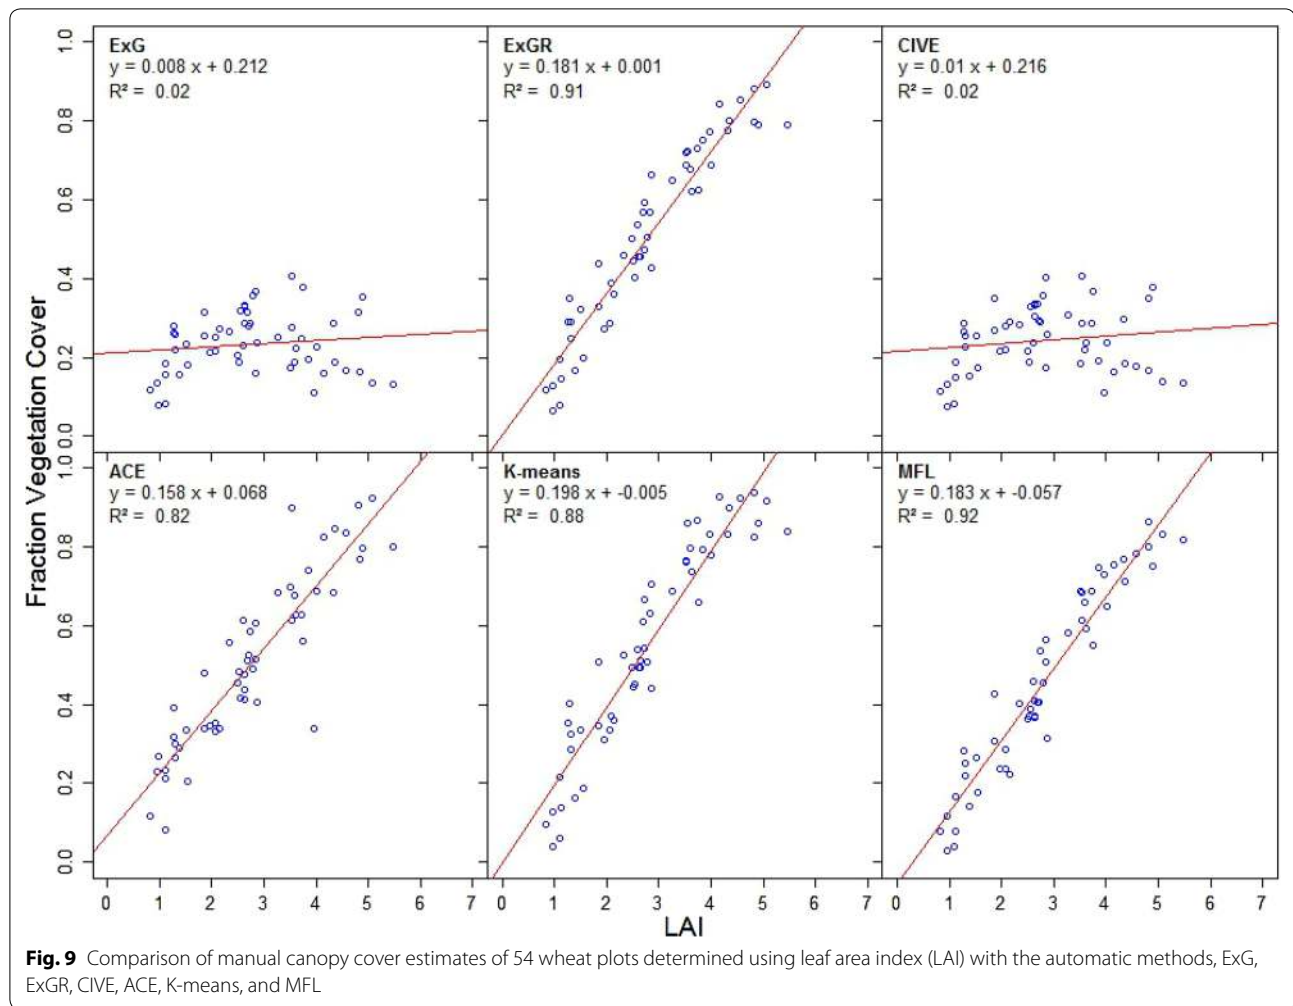 ExG
y = 0.008 x + 0.212
R² = 0.02
ExGR
y = 0.181 x + 0.001
R² = 0.91
CIVE
y = 0.01 x + 0.216
R² = 0.02
1.0
0.8
0.6
0.4
0.2
0.0
Fraction Vegetation Cover
ACE
y = 0.158 x + 0.068
R² = 0.82
K-means
y = 0.198 x + -0.005
R² = 0.88
MFL
y = 0.183 x + -0.057
R² = 0.92
1.0
0.8
0.6
0.4
0.2
0.0
0 1 2 3 4 5 6 7
0 1 2 3 4 5 6 7
0 1 2 3 4 5 6 7
LAI
Fig. 9 Comparison of manual canopy cover estimates of 54 wheat plots determined using leaf area index (LAI) with the automatic methods, ExG,
ExGR, CIVE, ACE, K-means, and MFL